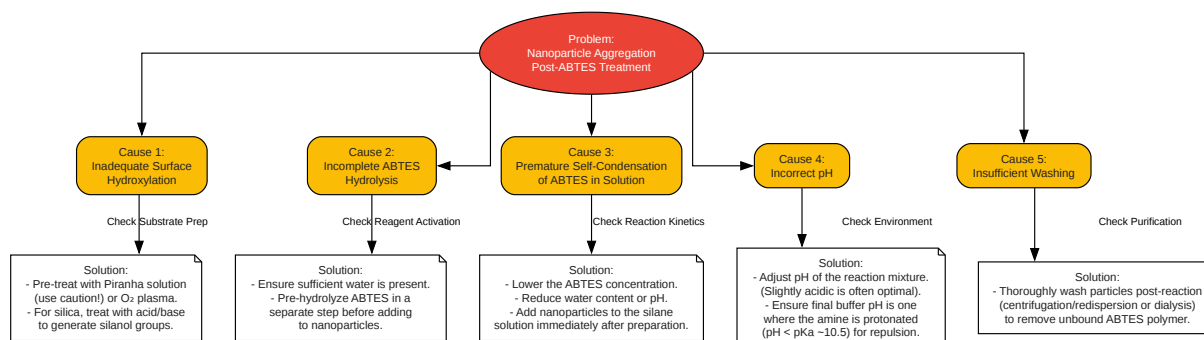 Problem:
Nanoparticle Aggregation
Post-ABTES Treatment
Cause 1:
Inadequate Surface
Hydroxylation
Cause 2:
Incomplete ABTES
Hydrolysis
Cause 3:
Premature Self-Condensation
of ABTES in Solution
Cause 4:
Incorrect pH
Cause 5:
Insufficient Washing
Check Substrate Prep
Check Reagent Activation
Check Reaction Kinetics
Check Environment
Check Purification
Solution:
- Pre-treat with Piranha solution
(use caution!) or O₂ plasma.
- For silica, treat with acid/base
to generate silanol groups.
Solution:
- Ensure sufficient water is present.
- Pre-hydrolyze ABTES in a
separate step before adding
to nanoparticles.
Solution:
- Lower the ABTES concentration.
- Reduce water content or pH.
- Add nanoparticles to the silane
solution immediately after preparation.
Solution:
- Adjust pH of the reaction mixture.
(Slightly acidic is often optimal).
- Ensure final buffer pH is one
where the amine is protonated
(pH < pKa ~10.5) for repulsion.
Solution:
- Thoroughly wash particles post-reaction
(centrifugation/redispersion or dialysis)
to remove unbound ABTES polymer.